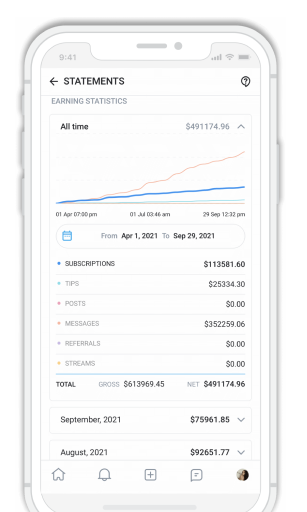 9:41
STATEMENTS
EARNING STATISTICS
All time $491174.96
01 Apr 07:00 pm 01 Jul 03:46 am 29 Sep 12:32 pm
From Apr 1, 2021 To Sep 29, 2021
SUBSCRIPTIONS $113581.60
TIPS $25334.30
POSTS $0.00
MESSAGES $352259.06
REFERRALS $0.00
STREAMS $0.00
TOTAL GROSS $613969.45 NET $491174.96
September, 2021 $75961.85
August, 2021 $92651.77